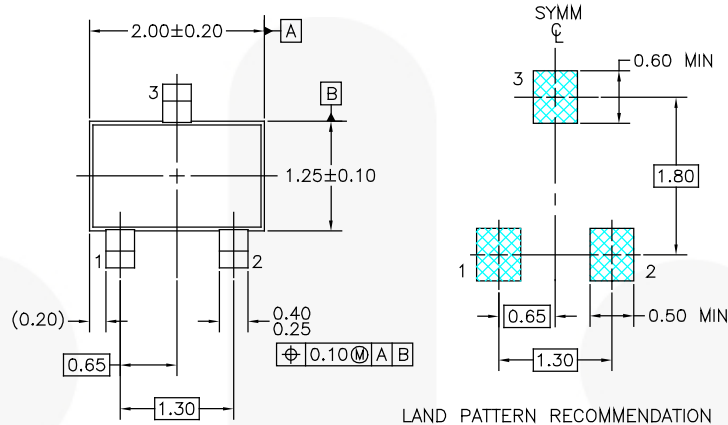 2.00±0.20
A
3
B
1.25±0.10
1
2
(0.20)
0.40
0.25
⌖ 0.10 Ⓜ A B
0.65
1.30
SYMM
℄
3
0.60 MIN
1.80
1
2
0.65
0.50 MIN
1.30
LAND PATTERN RECOMMENDATION